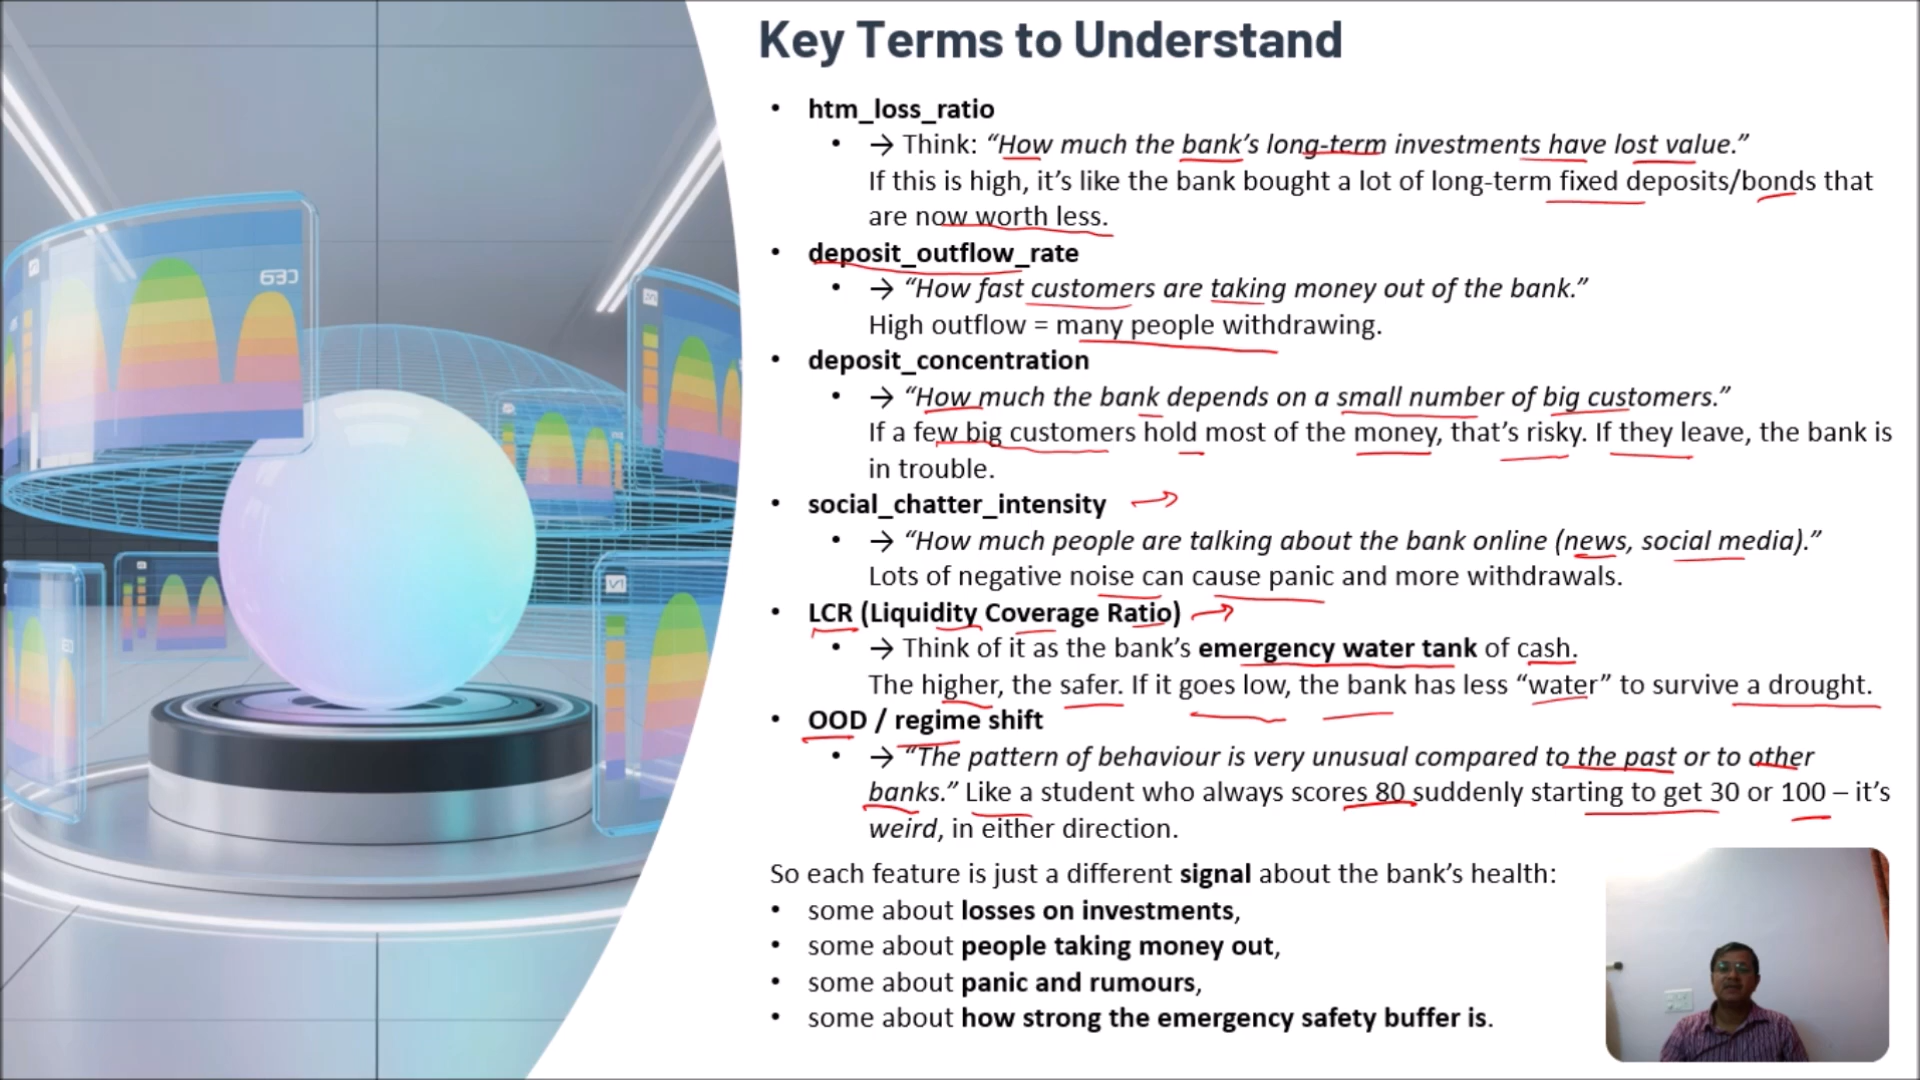 Key Terms to Understand
• htm_loss_ratio
• → Think: “How much the bank’s long-term investments have lost value.”
If this is high, it’s like the bank bought a lot of long-term fixed deposits/bonds that
are now worth less.
• deposit_outflow_rate
• → “How fast customers are taking money out of the bank.”
High outflow = many people withdrawing.
• deposit_concentration
• → “How much the bank depends on a small number of big customers.”
If a few big customers hold most of the money, that’s risky. If they leave, the bank is
in trouble.
• social_chatter_intensity
• → “How much people are talking about the bank online (news, social media).”
Lots of negative noise can cause panic and more withdrawals.
• LCR (Liquidity Coverage Ratio)
• → Think of it as the bank’s emergency water tank of cash.
The higher, the safer. If it goes low, the bank has less “water” to survive a drought.
• OOD / regime shift
• → “The pattern of behaviour is very unusual compared to the past or to other
banks.” Like a student who always scores 80 suddenly starting to get 30 or 100 – it’s
weird, in either direction.
So each feature is just a different signal about the bank’s health:
• some about losses on investments,
• some about people taking money out,
• some about panic and rumours,
• some about how strong the emergency safety buffer is.